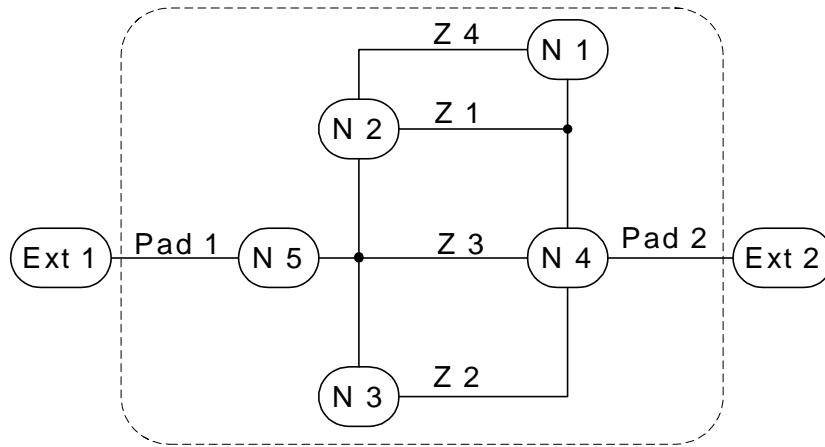 Z 4
N 1
N 2
Z 1
Ext 1
Pad 1
N 5
Z 3
N 4
Pad 2
Ext 2
N 3
Z 2